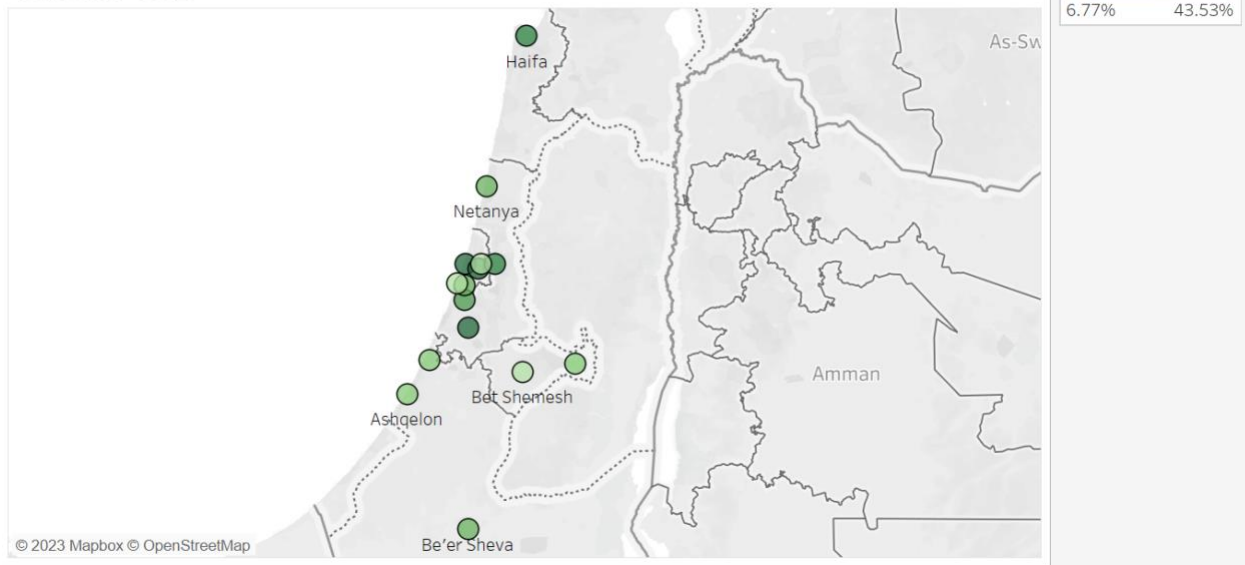 6.77% 43.53%
As-Sw
Haifa
Netanya
Amman
Bet Shemesh
Ashqelon
Be'er Sheva
© 2023 Mapbox © OpenStreetMap